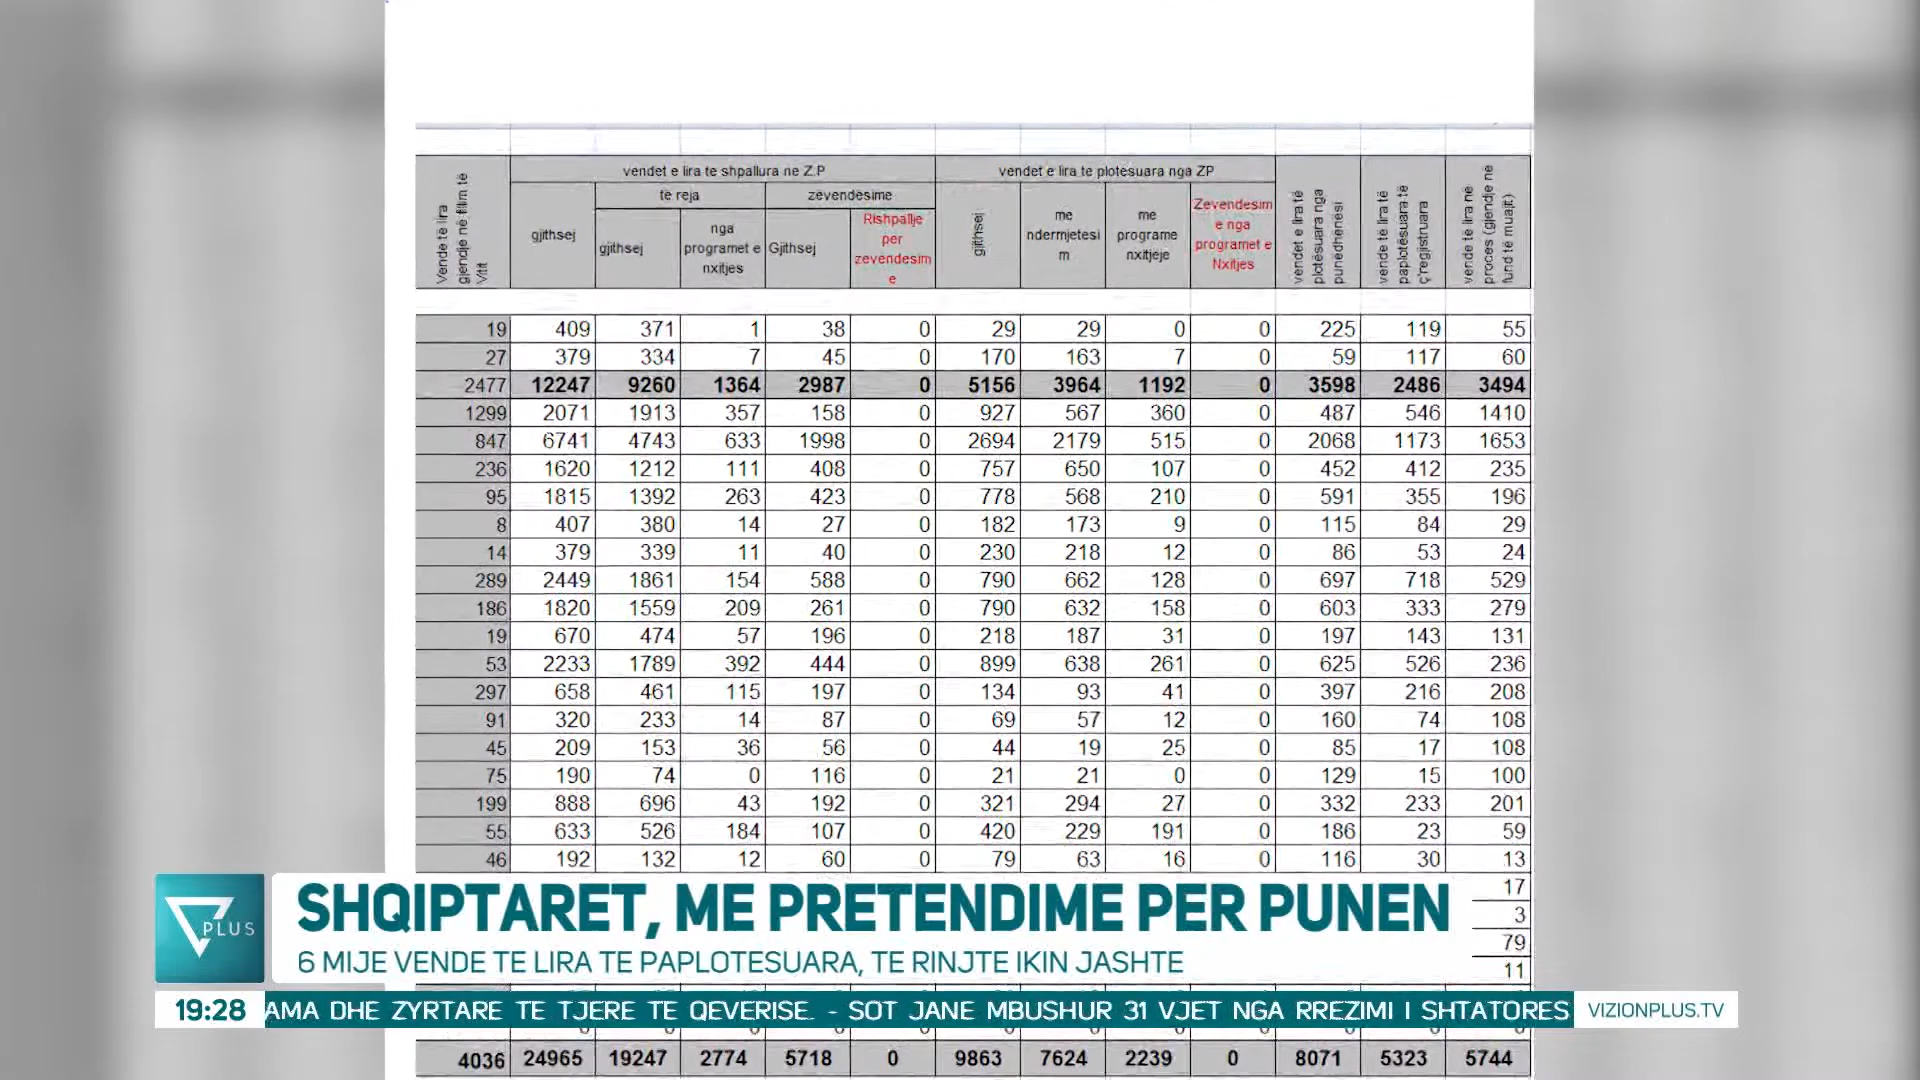 vendet e lira te shpallura ne Z.P
vendet e lira te plotësuara nga ZP
Vende të lira
gjendje në fillim të
Vitit
gjithsej
të reja
zëvendësime
gjithsej
nga
programet e
nxitjes
Gjithsej
Rishpallje
per
zevendesim
e
gjithsej
me
ndermjetesi
m
me
programe
nxitjeje
Zevendesim
e nga
programet e
Nxitjes
vendet e lira të
plotësuara nga
punëdhënësi
vende të lira të
paplotësuara të
ç'regjistruara
vende të lira në
proces (gjendje në
fund të muajit)
19 409 371 1 38 0 29 29 0 0 225 119 55
27 379 334 7 45 0 170 163 7 0 59 117 60
2477 12247 9260 1364 2987 0 5156 3964 1192 0 3598 2486 3494
1299 2071 1913 357 158 0 927 567 360 0 487 546 1410
847 6741 4743 633 1998 0 2694 2179 515 0 2068 1173 1653
236 1620 1212 111 408 0 757 650 107 0 452 412 235
95 1815 1392 263 423 0 778 568 210 0 591 355 196
8 407 380 14 27 0 182 173 9 0 115 84 29
14 379 339 11 40 0 230 218 12 0 86 53 24
289 2449 1861 154 588 0 790 662 128 0 697 718 529
186 1820 1559 209 261 0 790 632 158 0 603 333 279
19 670 474 57 196 0 218 187 31 0 197 143 131
53 2233 1789 392 444 0 899 638 261 0 625 526 236
297 658 461 115 197 0 134 93 41 0 397 216 208
91 320 233 14 87 0 69 57 12 0 160 74 108
45 209 153 36 56 0 44 19 25 0 85 17 108
75 190 74 0 116 0 21 21 0 0 129 15 100
199 888 696 43 192 0 321 294 27 0 332 233 201
55 633 526 184 107 0 420 229 191 0 186 23 59
46 192 132 12 60 0 79 63 16 0 116 30 13
17
3
79
11
PLUS
SHQIPTARET, ME PRETENDIME PER PUNEN
6 MIJE VENDE TE LIRA TE PAPLOTESUARA, TE RINJTE IKIN JASHTE
19:28 AMA DHE ZYRTARE TE TJERE TE QEVERISE. - SOT JANE MBUSHUR 31 VJET NGA RREZIMI I SHTATORES VIZIONPLUS.TV
4036 24965 19247 2774 5718 0 9863 7624 2239 0 8071 5323 5744